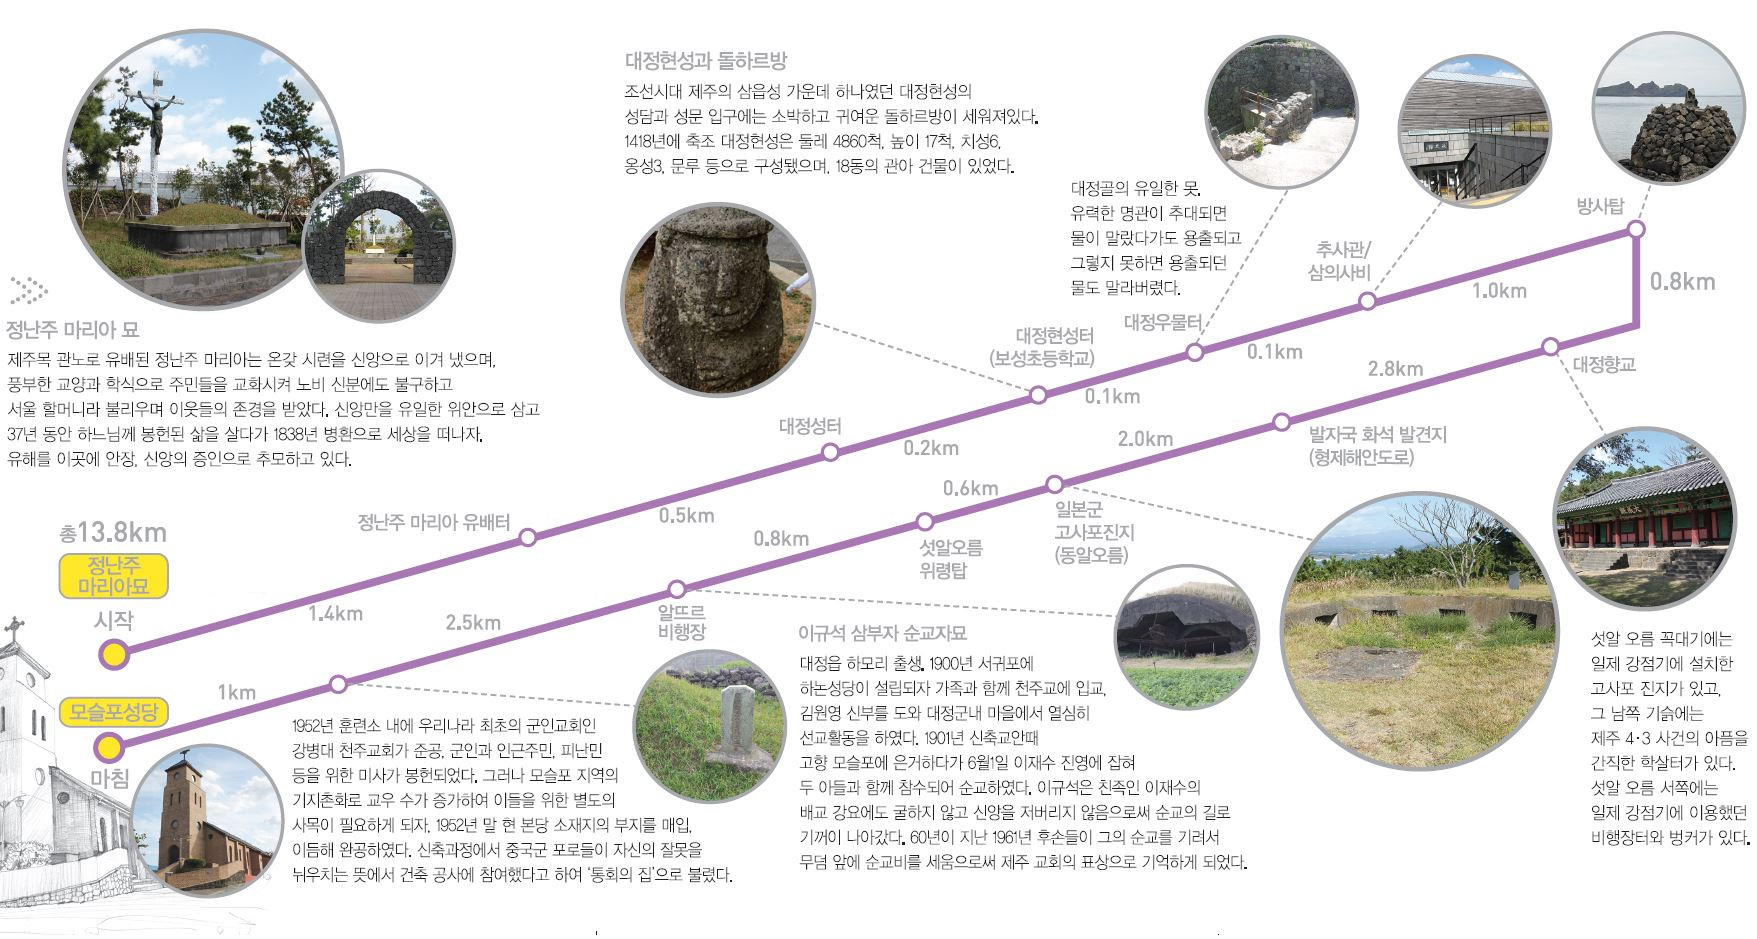 정난주 마리아 묘
제주목 관노로 유배된 정난주 마리아는 온갖 시련을 신앙으로 이겨 냈으며,
풍부한 교양과 학식으로 주민들을 교화시켜 노비 신분에도 불구하고
서울 할머니라 불리우며 이웃들의 존경을 받았다. 신앙만을 유일한 위안으로 삼고
37년 동안 하느님께 봉헌된 삶을 살다가 1838년 병환으로 세상을 떠나자,
유해를 이곳에 안장, 신앙의 증인으로 추모하고 있다.
대정현성과 돌하르방
조선시대 제주의 삼읍성 가운데 하나였던 대정현성의
성담과 성문 입구에는 소박하고 귀여운 돌하르방이 세워져있다.
1418년에 축조 대정현성은 둘레 4860척, 높이 17척, 치성6,
옹성3, 문루 등으로 구성됐으며, 18동의 관아 건물이 있었다.
대정골의 유일한 못.
유력한 명관이 추대되면
물이 말랐다가도 용출되고
그렇지 못하면 용출되던
물도 말라버렸다.
총13.8km
정난주
마리아묘
시작
1.4km
정난주 마리아 유배터
0.5km
대정성터
0.2km
대정현성터
(보성초등학교)
0.1km
대정우물터
0.1km
추사관/
삼의사비
1.0km
방사탑
0.8km
대정향교
2.8km
발자국 화석 발견지
(형제해안도로)
2.0km
일본군
고사포진지
(동알오름)
0.6km
섯알오름
위령탑
0.8km
알뜨르
비행장
2.5km
1km
모슬포성당
마침
1952년 훈련소 내에 우리나라 최초의 군인교회인
강병대 천주교회가 준공, 군인과 인근주민, 피난민
등을 위한 미사가 봉헌되었다. 그러나 모슬포 지역의
기지촌화로 교우 수가 증가하여 이들을 위한 별도의
사목이 필요하게 되자, 1952년 말 현 본당 소재지의 부지를 매입,
이듬해 완공하였다. 신축과정에서 중국군 포로들이 자신의 잘못을
뉘우치는 뜻에서 건축 공사에 참여했다고 하여 '통회의 집'으로 불렸다.
이규석 삼부자 순교자묘
대정읍 하모리 출생. 1900년 서귀포에
하논성당이 설립되자 가족과 함께 천주교에 입교,
김원영 신부를 도와 대정군내 마을에서 열심히
선교활동을 하였다. 1901년 신축교안때
고향 모슬포에 은거하다가 6월1일 이재수 진영에 잡혀
두 아들과 함께 참수되어 순교하였다. 이규석은 친족인 이재수의
배교 강요에도 굴하지 않고 신앙을 저버리지 않음으로써 순교의 길로
기꺼이 나아갔다. 60년이 지난 1961년 후손들이 그의 순교를 기려서
무덤 앞에 순교비를 세움으로써 제주 교회의 표상으로 기억하게 되었다.
섯알 오름 꼭대기에는
일제 강점기에 설치한
고사포 진지가 있고,
그 남쪽 기슭에는
제주 4·3 사건의 아픔을
간직한 학살터가 있다.
섯알 오름 서쪽에는
일제 강점기에 이용했던
비행장터와 벙커가 있다.